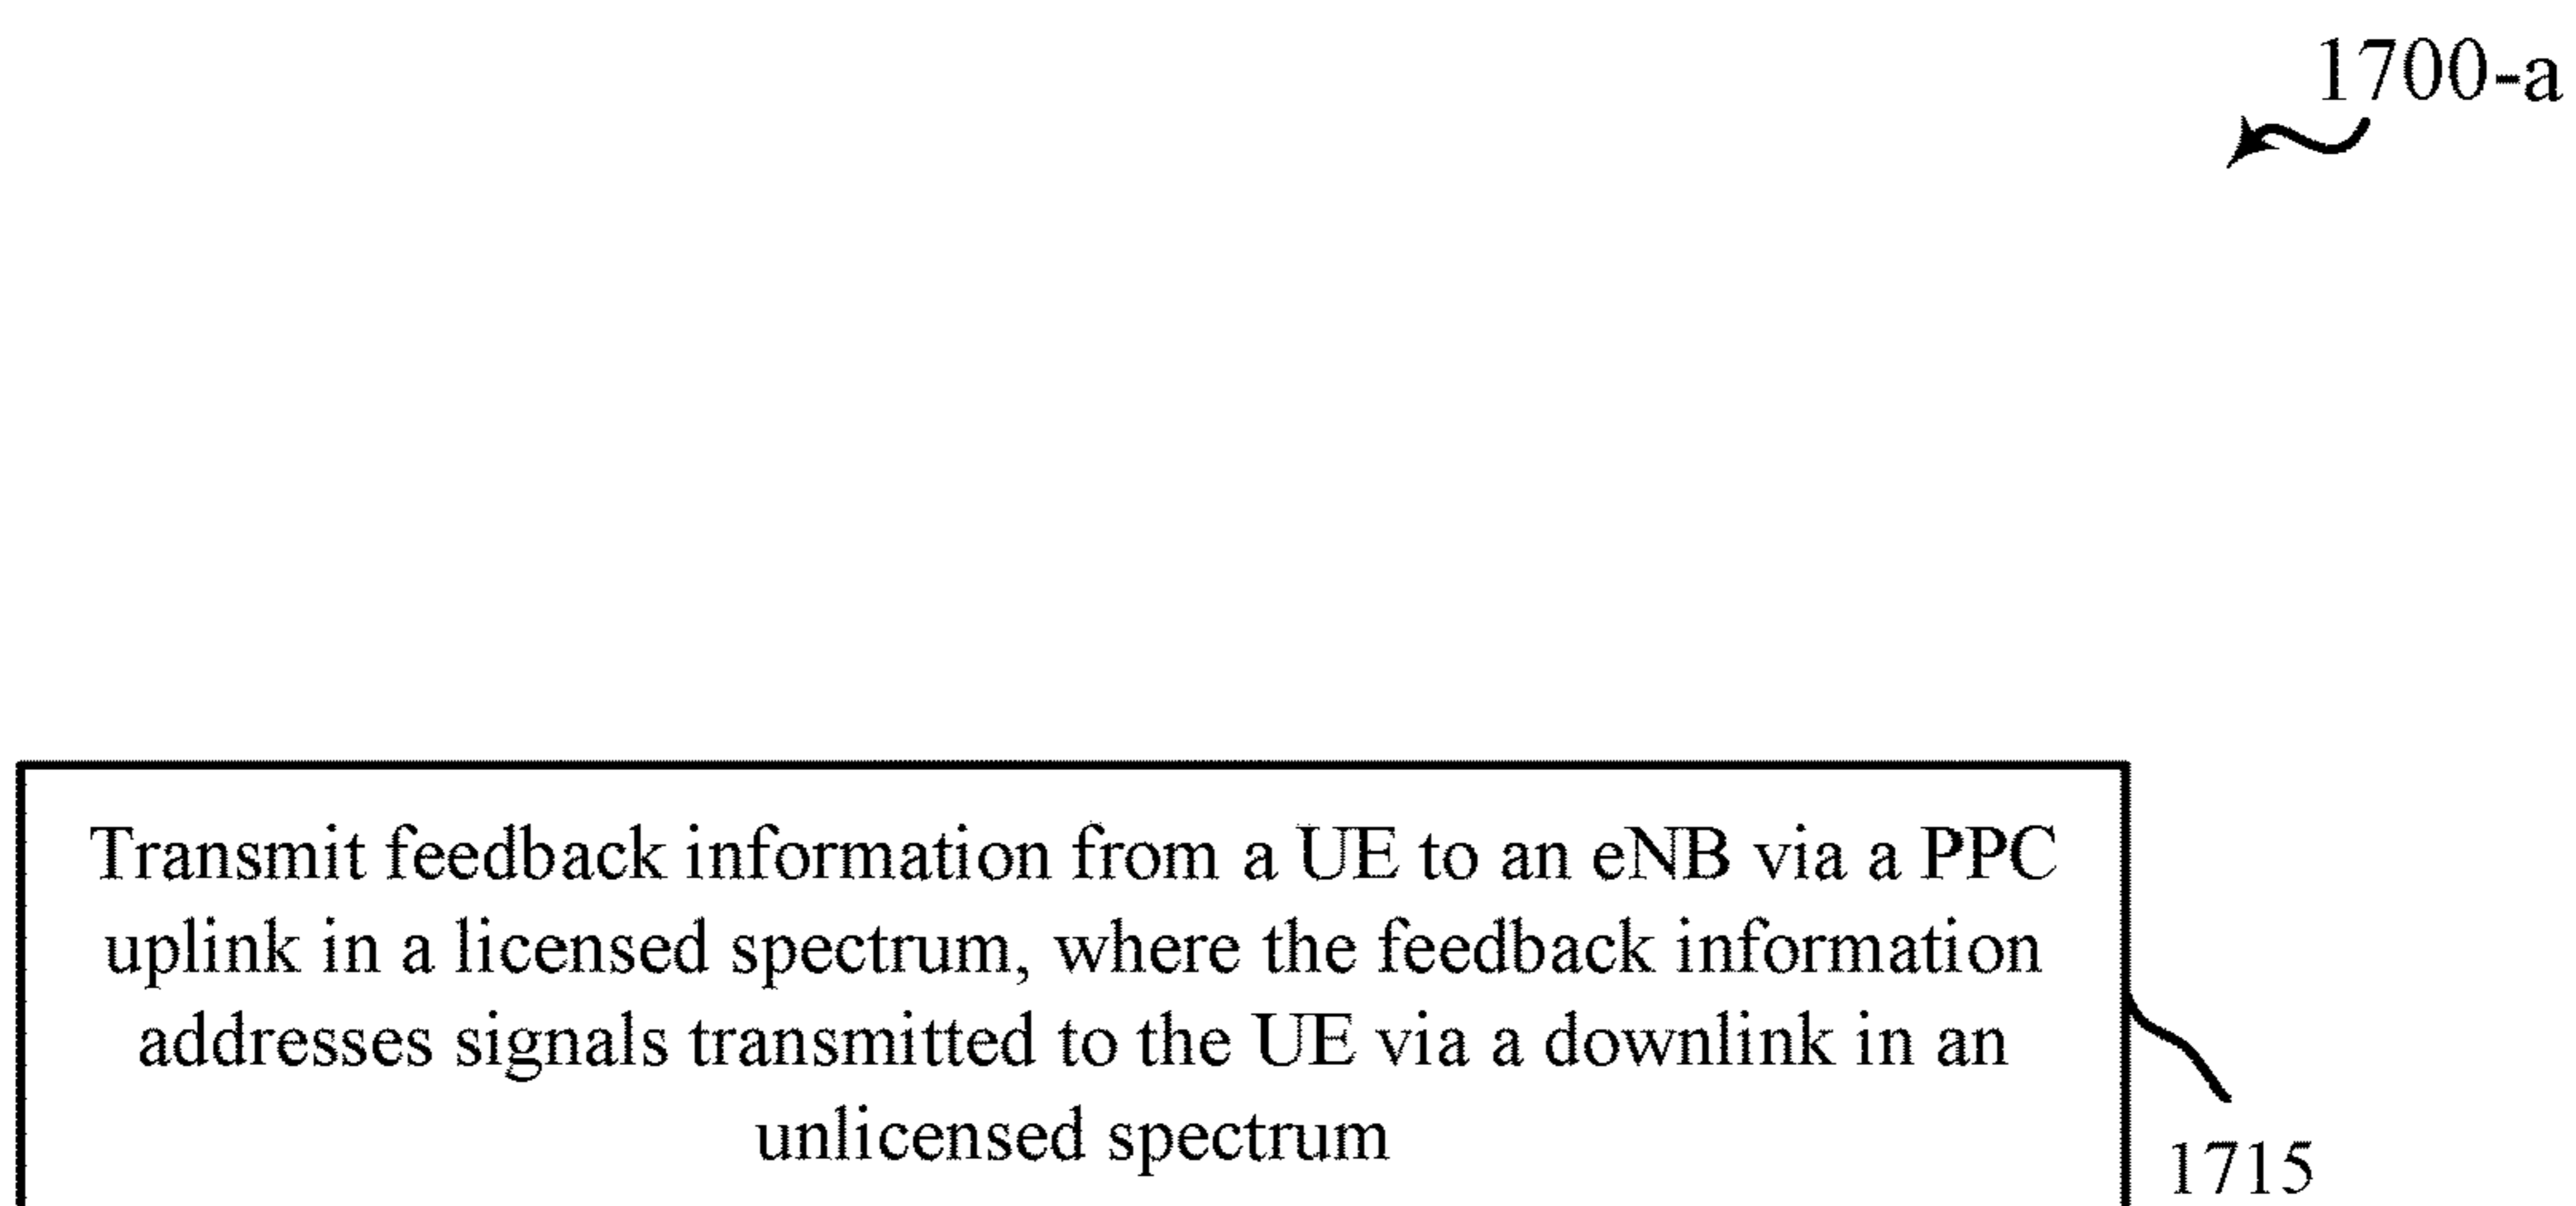 1700-a
Transmit feedback information from a UE to an eNB via a PPC
uplink in a licensed spectrum, where the feedback information
addresses signals transmitted to the UE via a downlink in an
unlicensed spectrum
1715